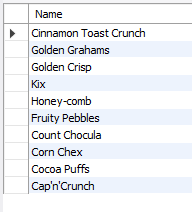 Name
Cinnamon Toast Crunch
Golden Grahams
Golden Crisp
Kix
Honey-comb
Fruity Pebbles
Count Chocula
Corn Chex
Cocoa Puffs
Cap'n'Crunch